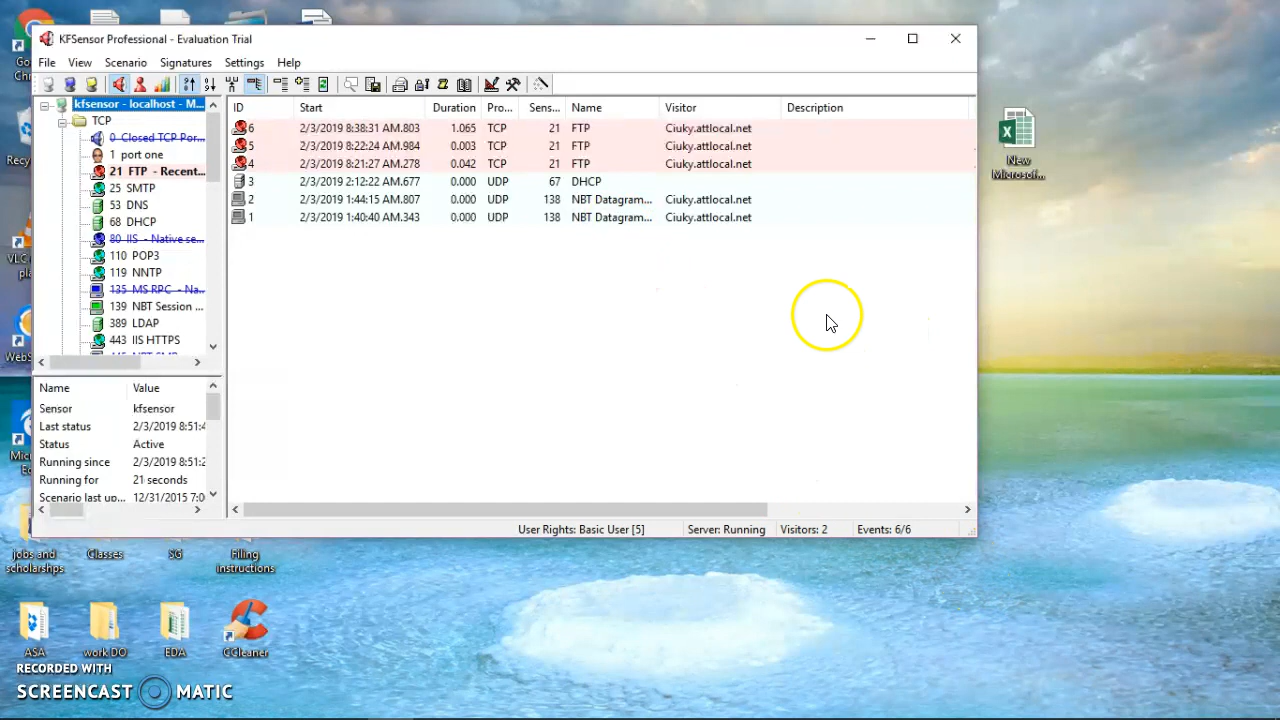 KFSensor Professional - Evaluation Trial
File View Scenario Signatures Settings Help
kfsensor - localhost - M...
TCP
0 Closed TCP Por...
1 port one
21 FTP - Recent...
25 SMTP
53 DNS
68 DHCP
80 IIS - Native se...
110 POP3
119 NNTP
135 MS RPC - Na...
139 NBT Session ...
389 LDAP
443 IIS HTTPS
ID Start Duration Pro... Sens... Name Visitor Description
6 2/3/2019 8:38:31 AM.803 1.065 TCP 21 FTP Ciuky.attlocal.net
5 2/3/2019 8:22:24 AM.984 0.003 TCP 21 FTP Ciuky.attlocal.net
4 2/3/2019 8:21:27 AM.278 0.042 TCP 21 FTP Ciuky.attlocal.net
3 2/3/2019 2:12:22 AM.677 0.000 UDP 67 DHCP
2 2/3/2019 1:44:15 AM.807 0.000 UDP 138 NBT Datagram... Ciuky.attlocal.net
1 2/3/2019 1:40:40 AM.343 0.000 UDP 138 NBT Datagram... Ciuky.attlocal.net
Name Value
Sensor kfsensor
Last status 2/3/2019 8:51:4
Status Active
Running since 2/3/2019 8:51:2
Running for 21 seconds
Scenario last up... 12/31/2015 7:0
User Rights: Basic User [5] Server: Running Visitors: 2 Events: 6/6
New
Microsoft...
Go
Chr
Recy
VLC
pla
WebS
Mic
jobs and
scholarshps
Classes
SG
Filing
instructions
ASA
work DO
EDA
CCleaner
RECORDED WITH
SCREENCAST MATIC